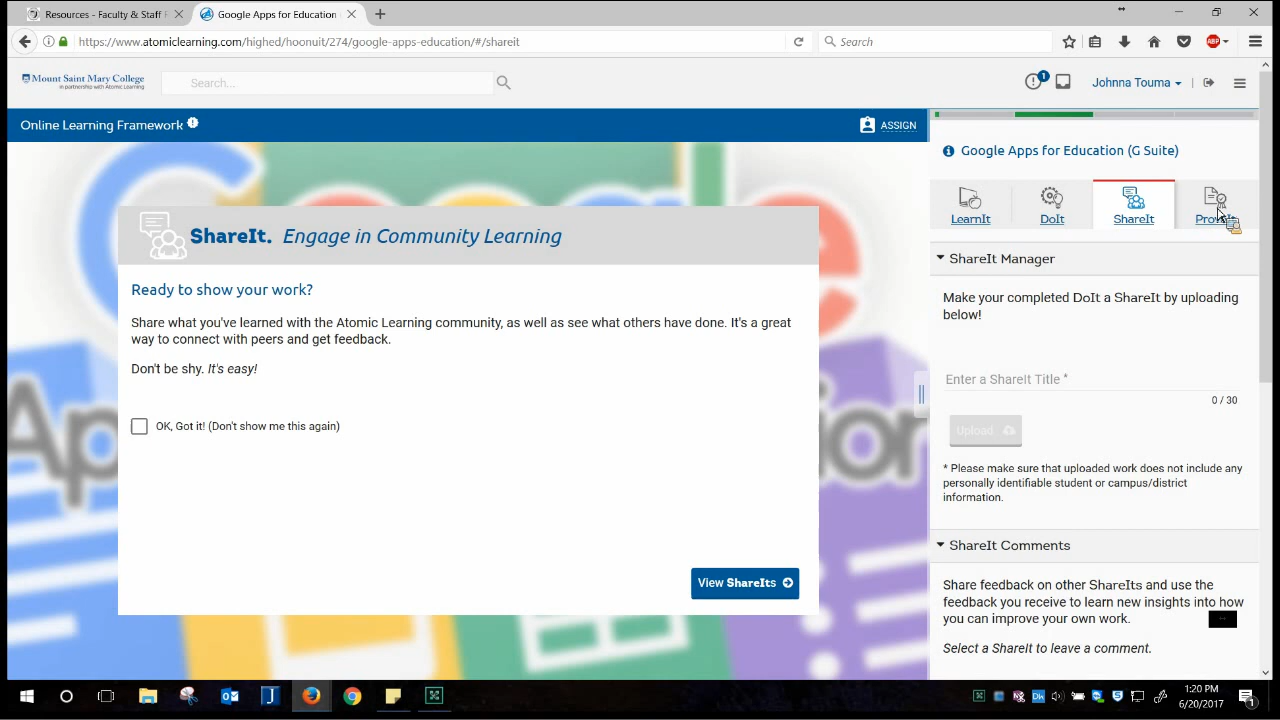 Resources - Faculty & Staff F
Google Apps for Education (
https://www.atomiclearning.com/highed/hoonuit/274/google-apps-education/#/shareit
Search
Mount Saint Mary College
in partnership with Atomic Learning
Search...
1
Johnna Touma
Online Learning Framework
ASSIGN
Google Apps for Education (G Suite)
LearnIt
DoIt
ShareIt
ShareIt. Engage in Community Learning
Ready to show your work?
Share what you've learned with the Atomic Learning community, as well as see what others have done. It's a great
way to connect with peers and get feedback.
Don't be shy. It's easy!
OK, Got it! (Don't show me this again)
View ShareIts
ShareIt Manager
Make your completed DoIt a ShareIt by uploading
below!
Enter a ShareIt Title *
0 / 30
Upload
* Please make sure that uploaded work does not include any
personally identifiable student or campus/district
information.
ShareIt Comments
Share feedback on other ShareIts and use the
feedback you receive to learn new insights into how
you can improve your own work.
Select a ShareIt to leave a comment.
1:20 PM
6/20/2017